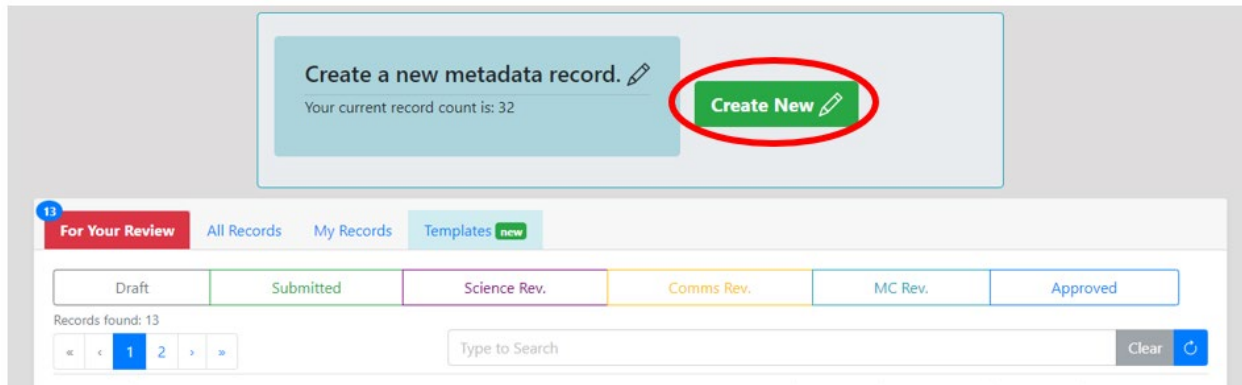 Create a new metadata record.
Your current record count is: 32
Create New
13
For Your Review All Records My Records Templates new
Draft Submitted Science Rev. Comms Rev. MC Rev. Approved
Records found: 13
« ‹ 1 2 › » Type to Search Clear